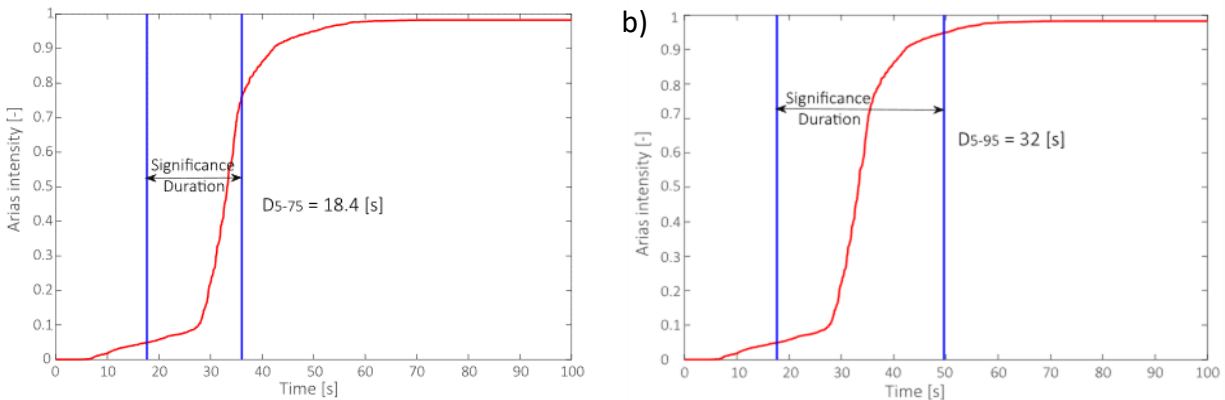 1
0.9
0.8
0.7
0.6
0.5
0.4
0.3
0.2
0.1
0
Arias intensity [-]
Significance
Duration
D5-75 = 18.4 [s]
0 10 20 30 40 50 60 70 80 90 100
Time [s]
b)
1
0.9
0.8
0.7
0.6
0.5
0.4
0.3
0.2
0.1
0
Arias intensity [-]
Significance
Duration
D5-95 = 32 [s]
0 10 20 30 40 50 60 70 80 90 100
Time [s]